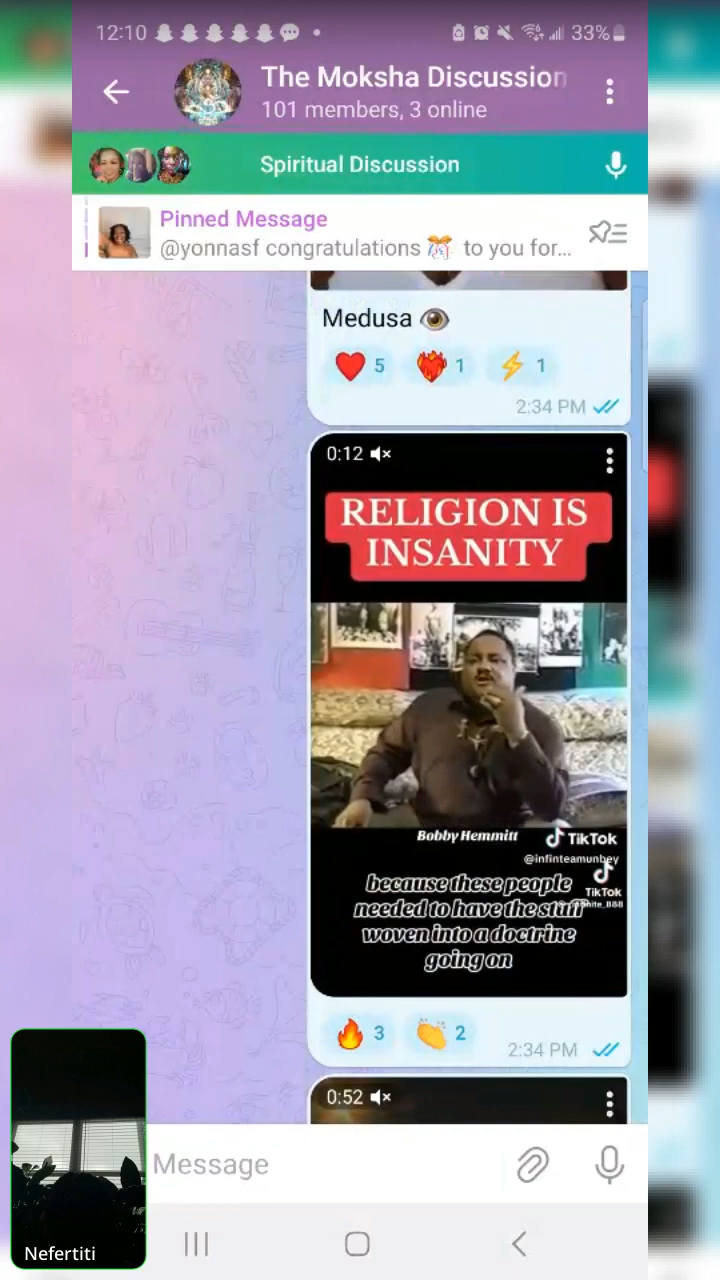 12:10
33%
The Moksha Discussion
101 members, 3 online
Spiritual Discussion
Pinned Message
@yonnasf congratulations 🎊 to you for...
Medusa 👁
5 1 1
2:34 PM
0:12
RELIGION IS
INSANITY
Bobby Hemmitt
TikTok
@infinteamunbey
TikTok
because these people
needed to have the stuff
woven into a doctrine
going on
3 2
2:34 PM
0:52
Message
Nefertiti